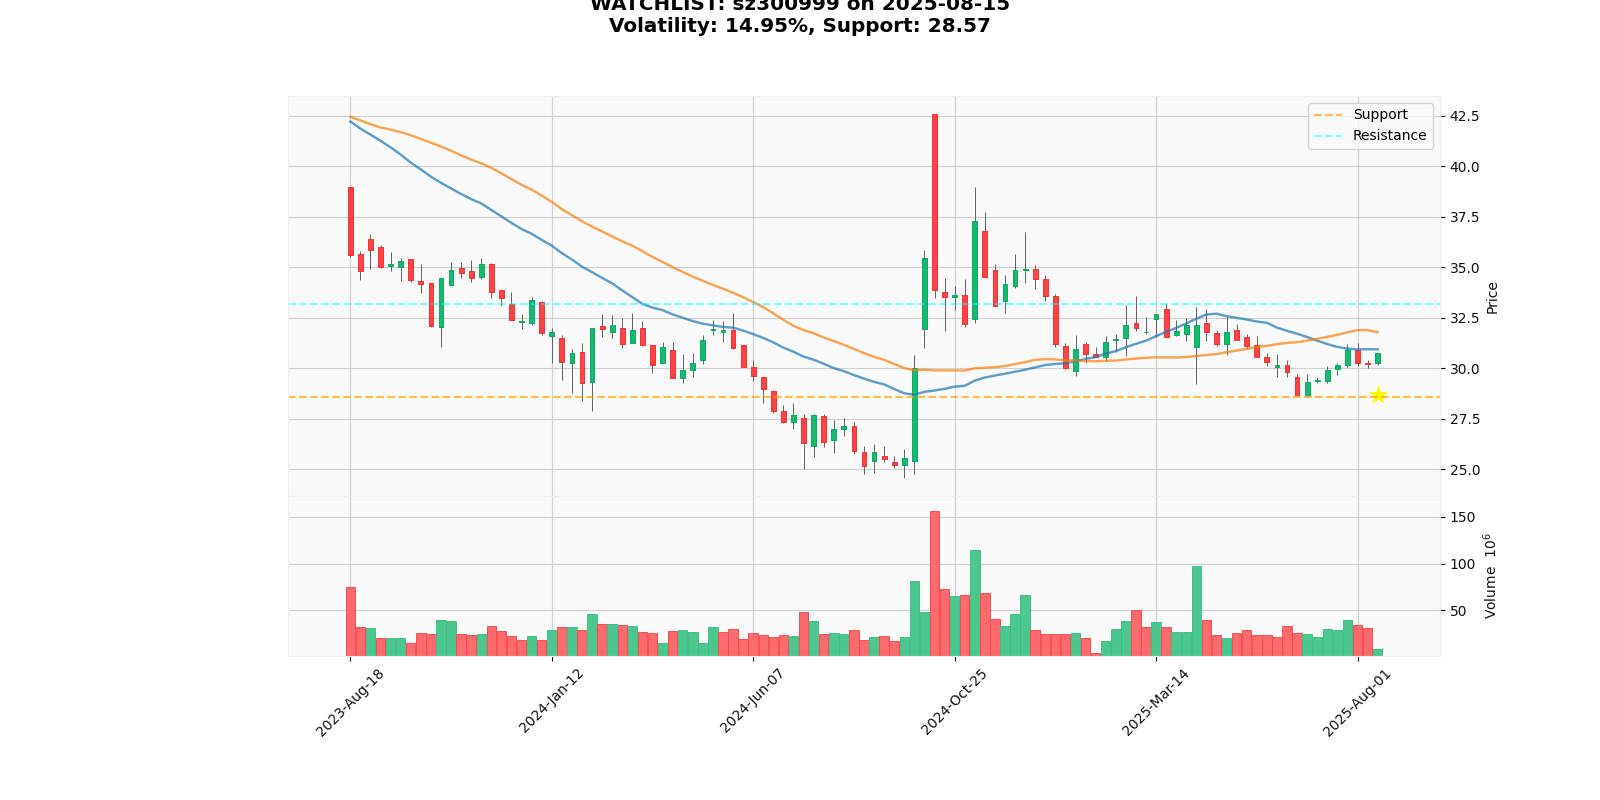 WATCHLIST: sz300999 on 2025-08-15
Volatility: 14.95%, Support: 28.57
Support
Resistance
42.5
40.0
37.5
35.0
32.5
30.0
27.5
25.0
Price
150
100
50
Volume 10⁶
2023-Aug-18
2024-Jan-12
2024-Jun-07
2024-Oct-25
2025-Mar-14
2025-Aug-01